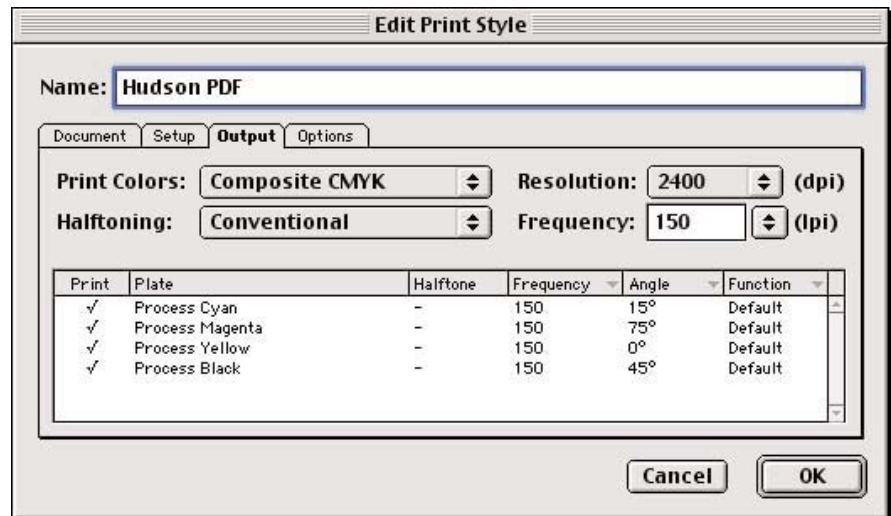 Edit Print Style
Name: Hudson PDF
Document Setup Output Options
Print Colors: Composite CMYK Resolution: 2400 (dpi)
Halftoning: Conventional Frequency: 150 (lpi)
Print Plate Halftone Frequency Angle Function
√ Process Cyan - 150 15° Default
√ Process Magenta - 150 75° Default
√ Process Yellow - 150 0° Default
√ Process Black - 150 45° Default
Cancel OK